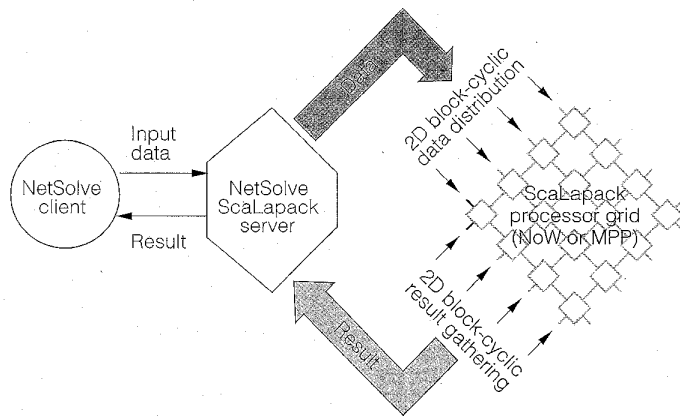 NetSolve
client
Input
data
Result
NetSolve
ScaLapack
server
Data
2D block-cyclic
data distribution
ScaLapack
processor grid
(NoW or MPP)
2D block-cyclic
result gathering
Result